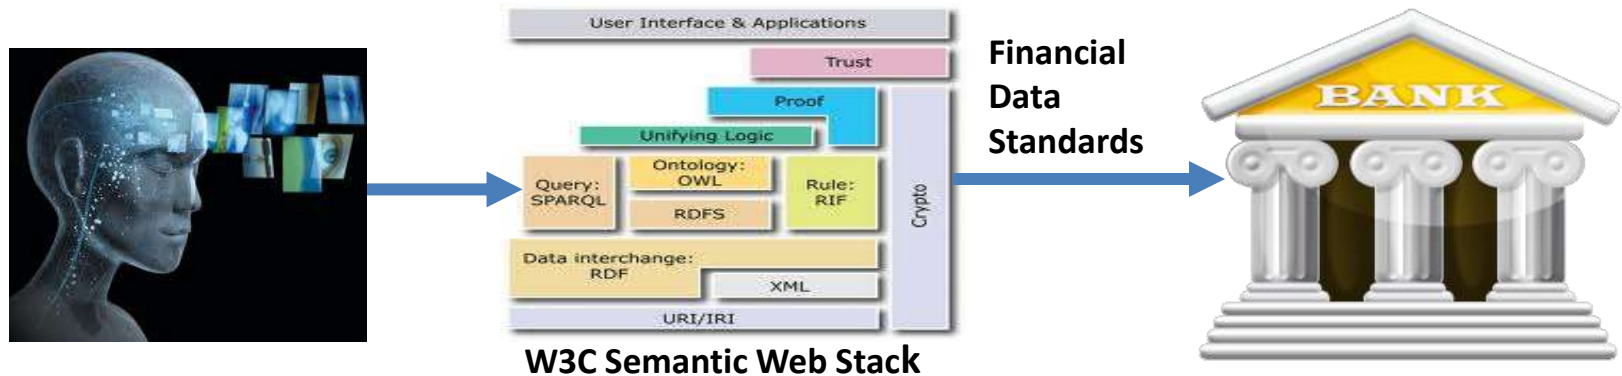 User Interface & Applications
Trust
Proof
Unifying Logic
Query:
SPARQL
Ontology:
OWL
RDFS
Rule:
RIF
Crypto
Data interchange:
RDF
XML
URI/IRI
W3C Semantic Web Stack
Financial
Data
Standards
BANK